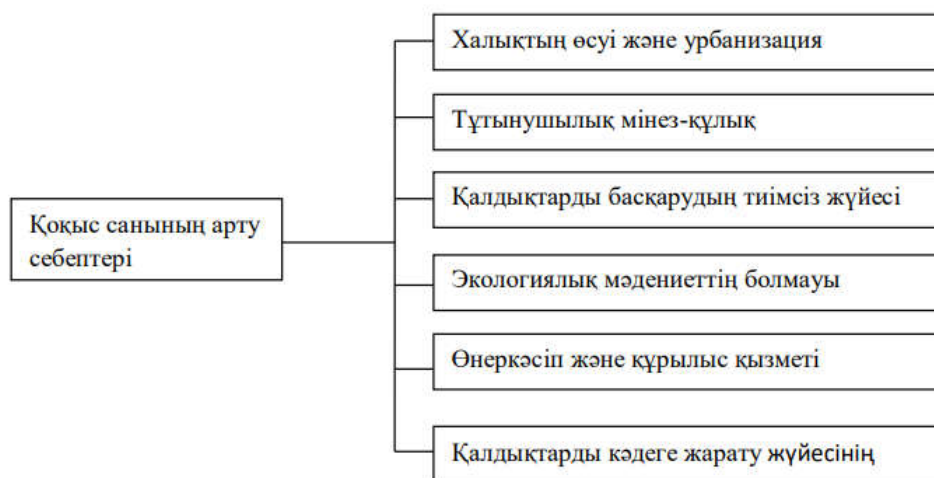 Қоқыс санының арту
себептері
Халықтың өсуі және урбанизация
Тұтынушылық мінез-құлық
Қалдықтарды басқарудың тиімсіз жүйесі
Экологиялық мәдениеттің болмауы
Өнеркәсіп және құрылыс қызметі
Қалдықтарды кәдеге жарату жүйесінің